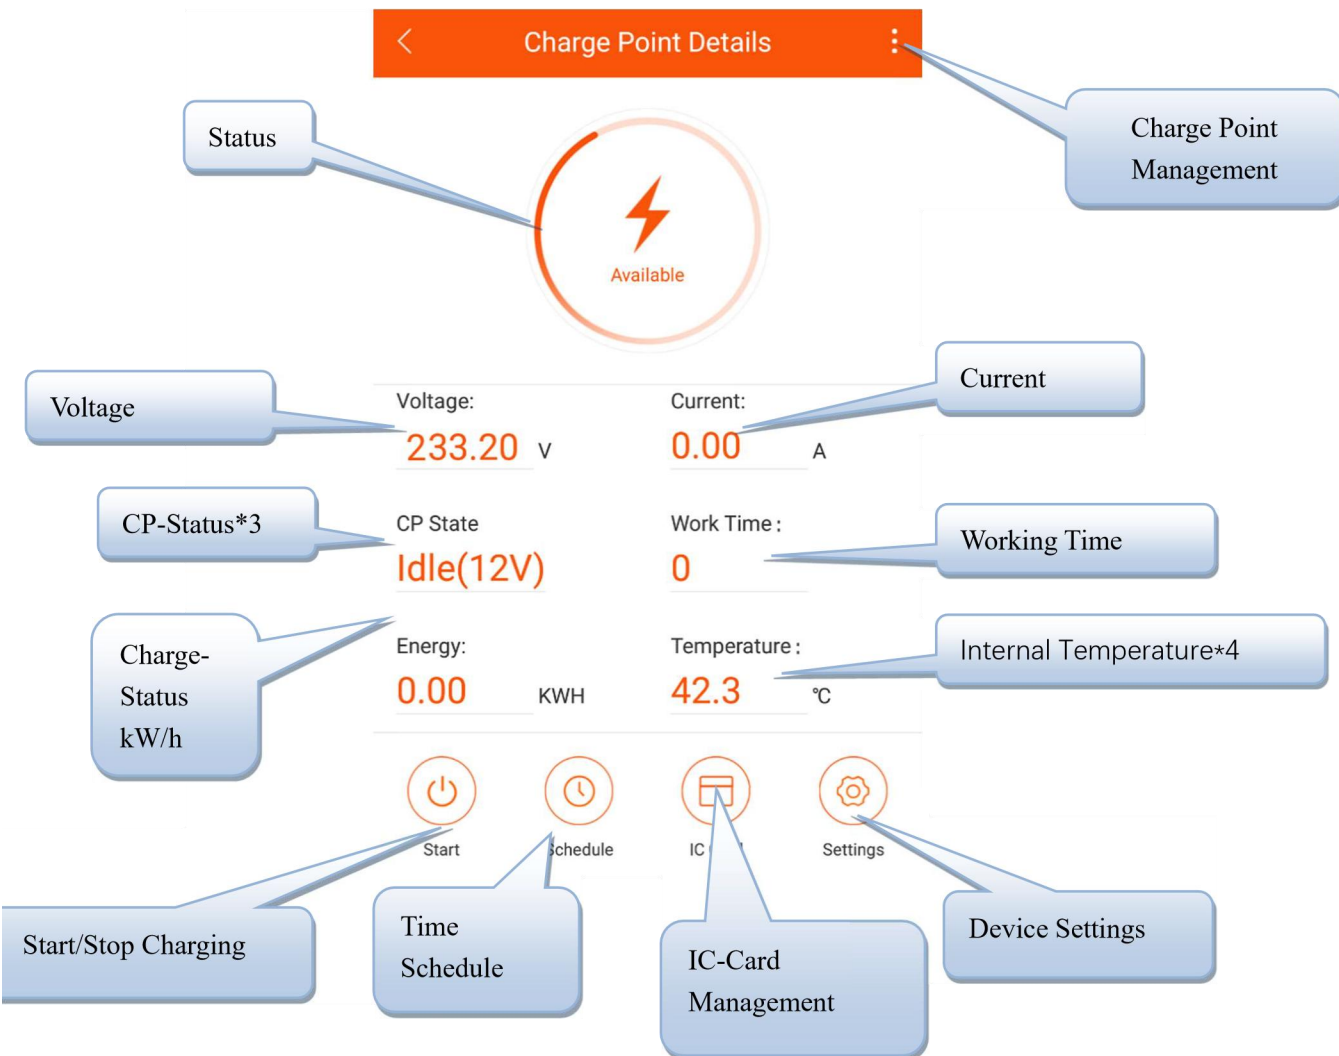 Charge Point Details
Charge Point
Management
Status
Available
Voltage
Voltage:
233.20 V
Current:
0.00 A
Current
CP-Status*3
CP State
Idle(12V)
Work Time :
0
Working Time
Charge-
Status
kW/h
Energy:
0.00 KWH
Temperature :
42.3 ℃
Internal Temperature*4
Start
chedule
IC
Settings
Start/Stop Charging
Time
Schedule
IC-Card
Management
Device Settings